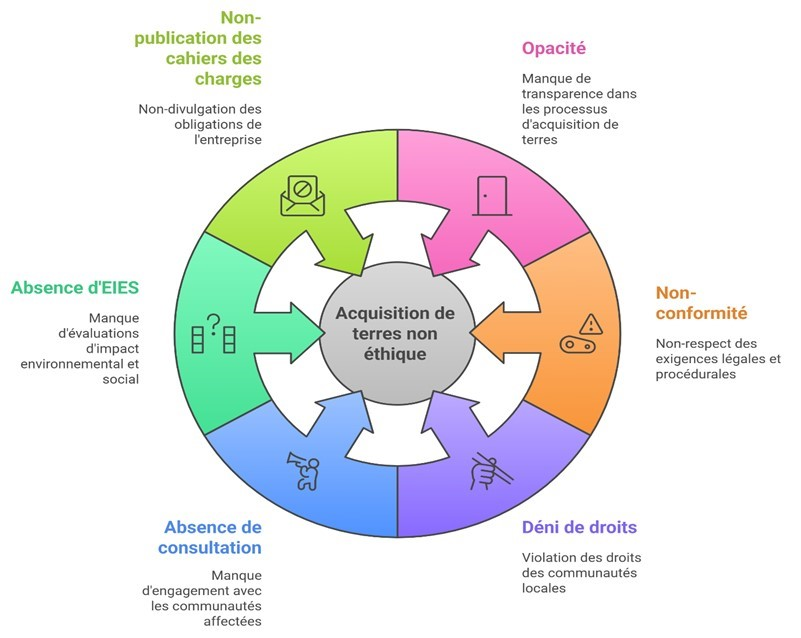 Non-
publication des
cahiers des
charges
Non-divulgation des
obligations de
l'entreprise
Opacité
Manque de
transparence dans
les processus
d'acquisition de
terres
Absence d'EIES
Manque
d'évaluations
d'impact
environnemental et
social
?
Acquisition de
terres non
éthique
Non-
conformité
Non-respect des
exigences légales et
procédurales
Absence de
consultation
Manque
d'engagement avec
les communautés
affectées
Déni de droits
Violation des droits
des communautés
locales